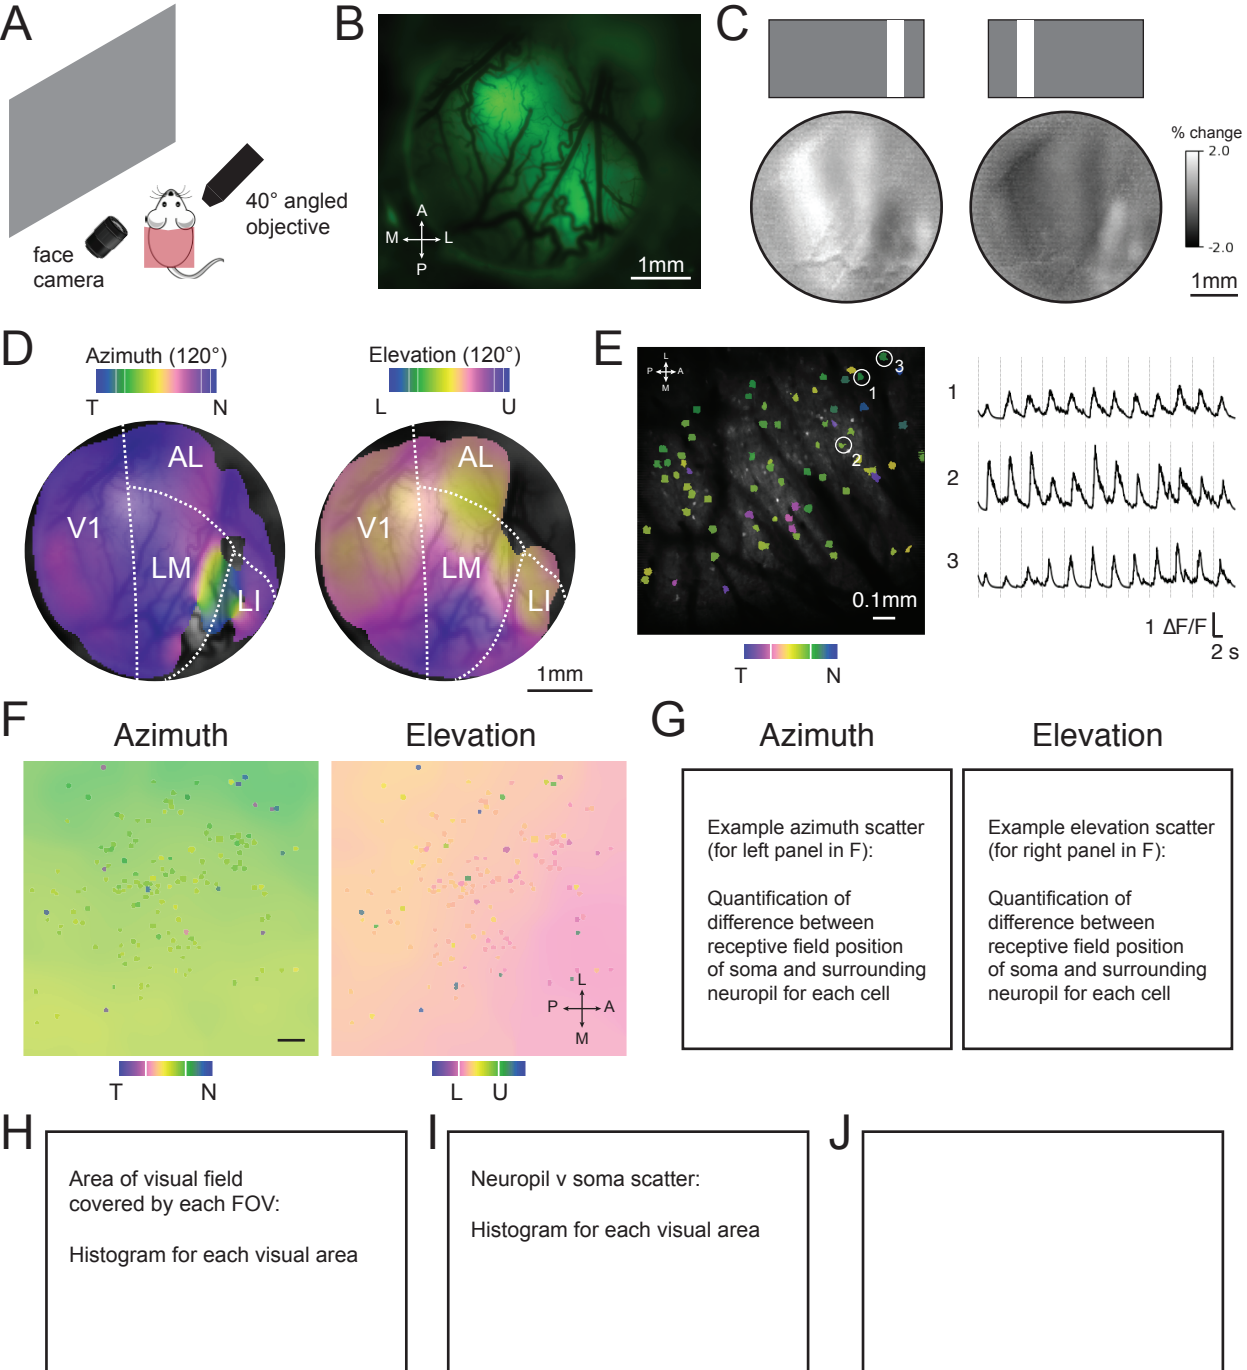 A
face
camera
40° angled
objective
B
A
M
L
P
1mm
C
% change
2.0
-2.0
1mm
D
Azimuth (120°)
T
N
Elevation (120°)
L
U
V1
AL
LM
LI
V1
AL
LM
LI
1mm
E
L
P
A
M
3
1
2
0.1mm
T
N
1
2
3
1 ΔF/F
2 s
F
Azimuth
Elevation
L
P
A
M
T
N
L
U
G
Azimuth
Elevation
Example azimuth scatter
(for left panel in F):
Quantification of
difference between
receptive field position
of soma and surrounding
neuropil for each cell
Example elevation scatter
(for right panel in F):
Quantification of
difference between
receptive field position
of soma and surrounding
neuropil for each cell
H
Area of visual field
covered by each FOV:
Histogram for each visual area
I
Neuropil v soma scatter:
Histogram for each visual area
J